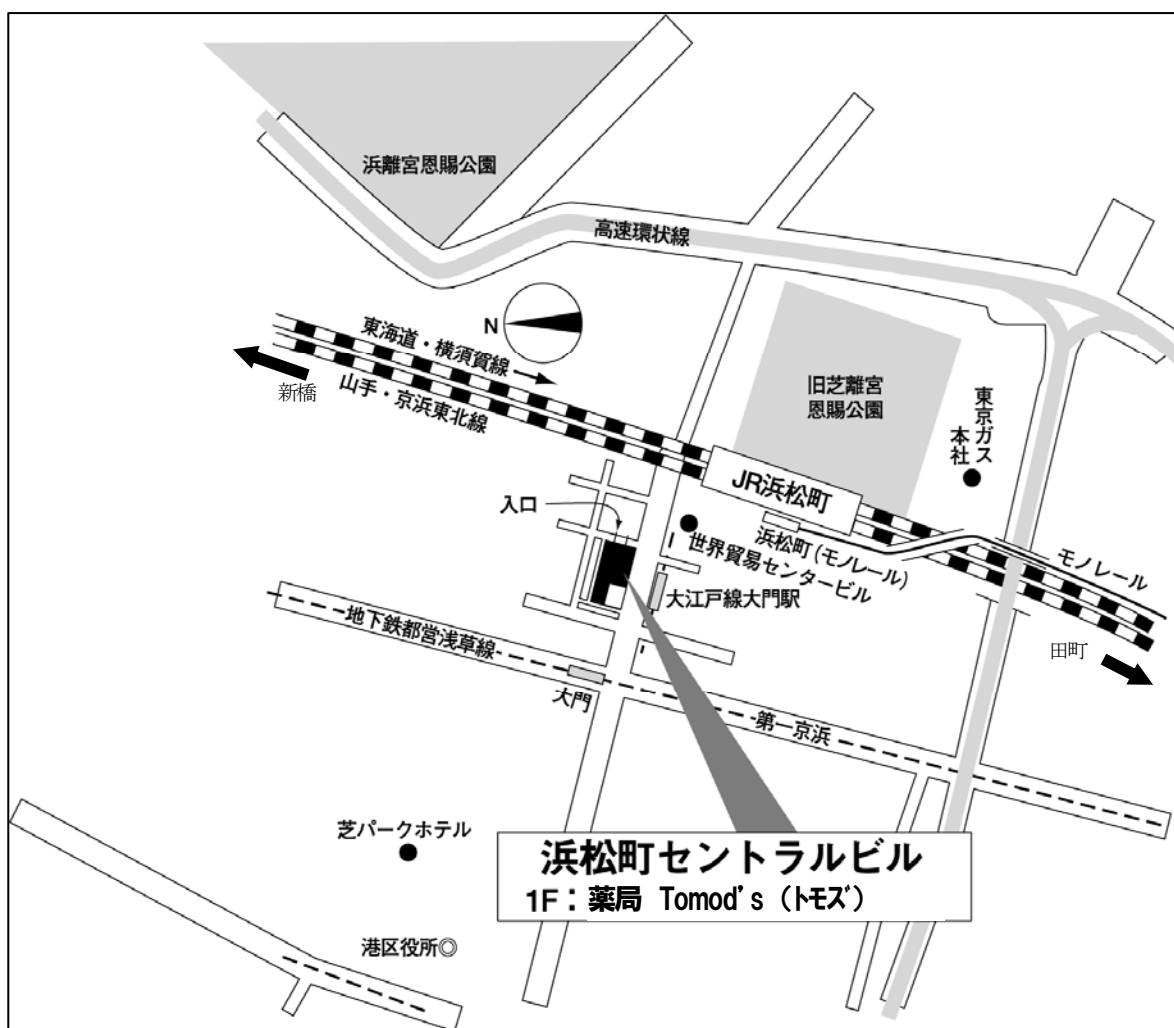 浜離宮恩賜公園
高速環状線
N
東海道・横須賀線
新橋
山手・京浜東北線
旧芝離宮
恩賜公園
東京ガス
本社
JR浜松町
入口
浜松町(モノレール)
世界貿易センタービル
モノレール
大江戸線大門駅
地下鉄都営浅草線
田町
大門
第一京浜
芝パークホテル
浜松町セントラルビル
1F:薬局 Tomod's (トモズ)
港区役所◎